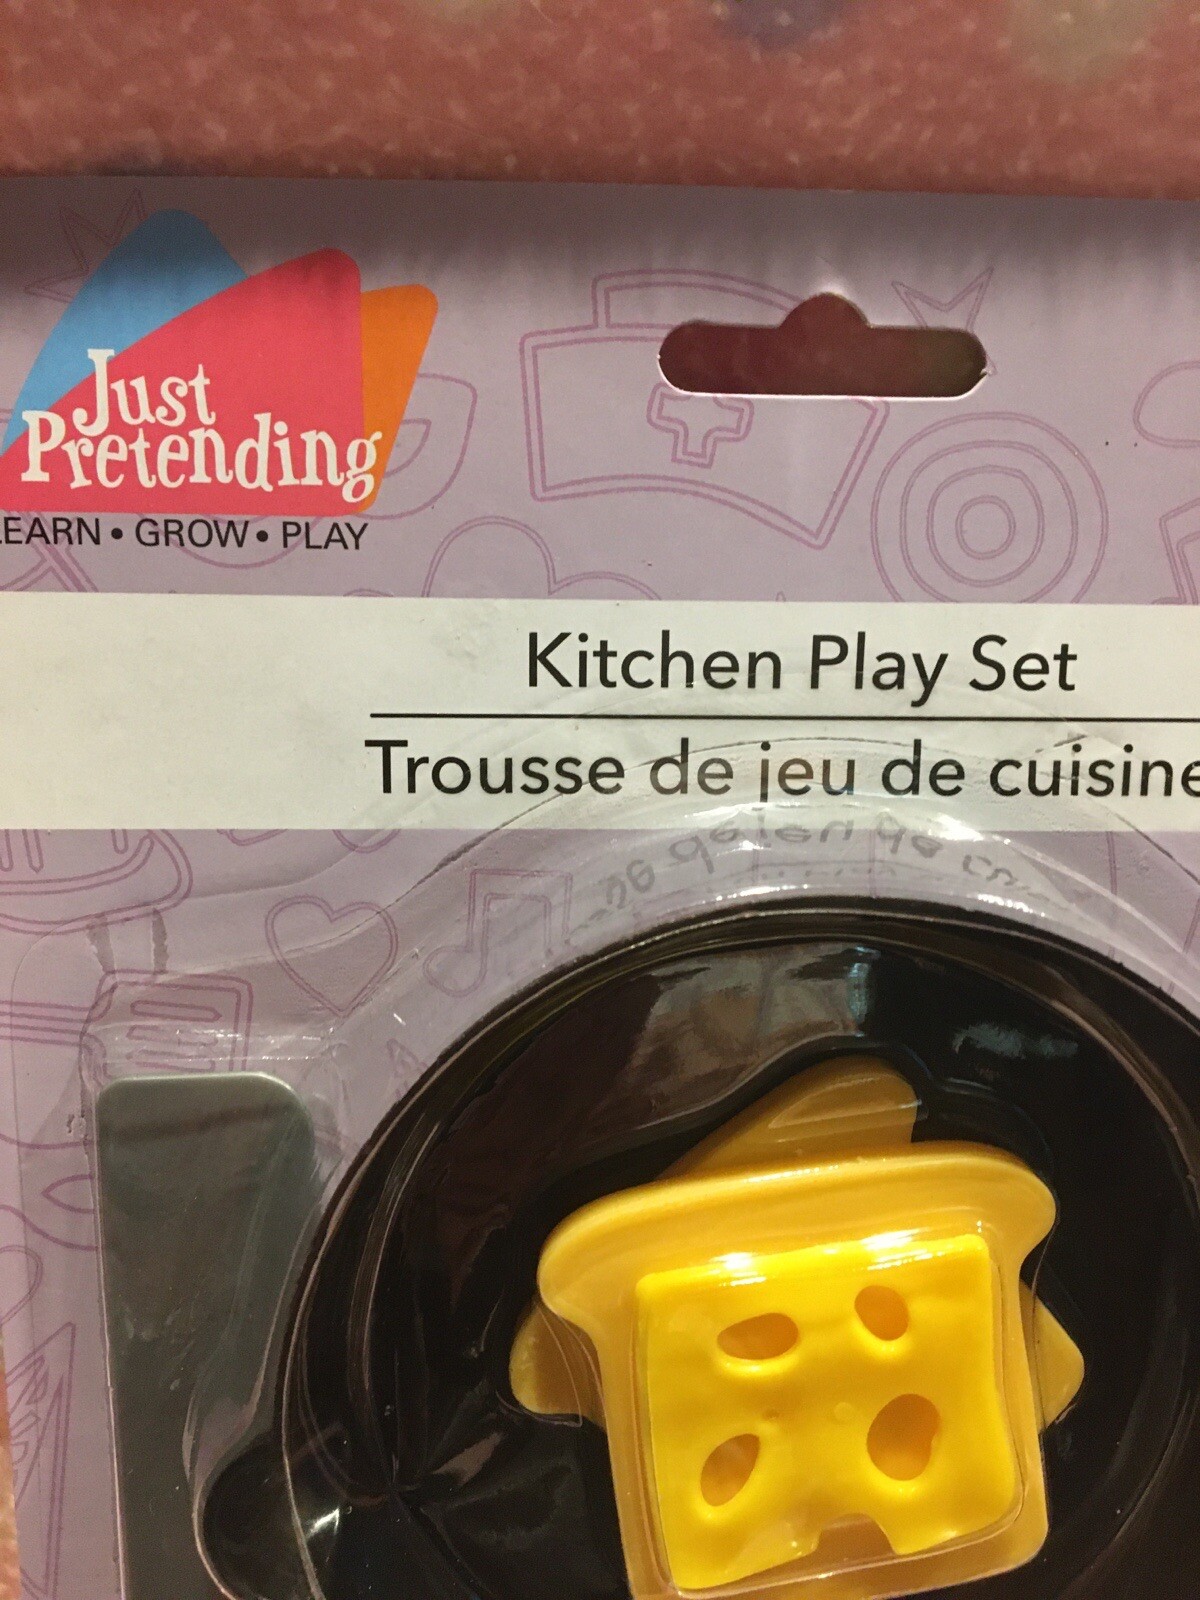 Just
Pretending
LEARN • GROW • PLAY
Kitchen Play Set
Trousse de jeu de cuisine